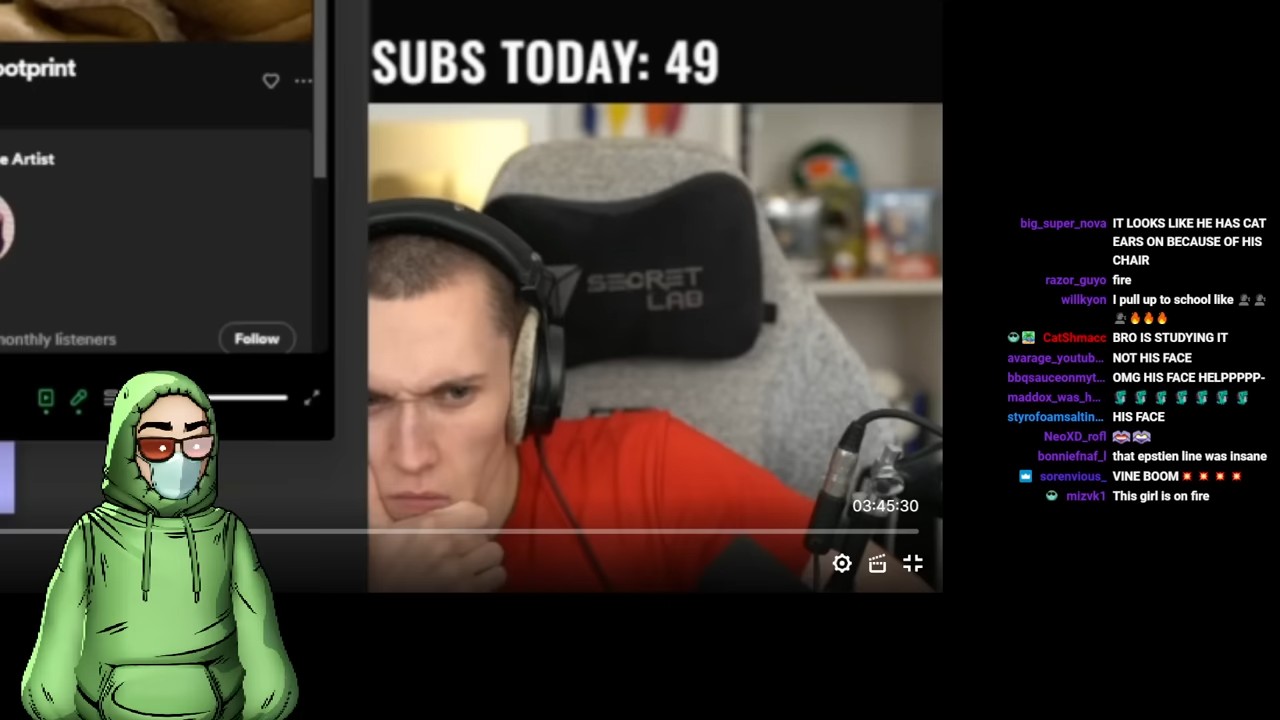 ootprint
SUBS TODAY: 49
e Artist
monthly listeners
Follow
SECRET
LAB
03:45:30
big_super_nova IT LOOKS LIKE HE HAS CAT
EARS ON BECAUSE OF HIS
CHAIR
razor_guyo fire
willkyon I pull up to school like 👥 👥
👥 🔥🔥🔥
CatShmacc BRO IS STUDYING IT
avarage_youtub... NOT HIS FACE
bbqsauceonmyt... OMG HIS FACE HELPPPPP-
maddox_was_h...
styrofoamsaltin... HIS FACE
NeoXD_rofl
bonniefnaf_l that epstien line was insane
sorenvious_ VINE BOOM 💥 💥 💥 💥
mizvk1 This girl is on fire